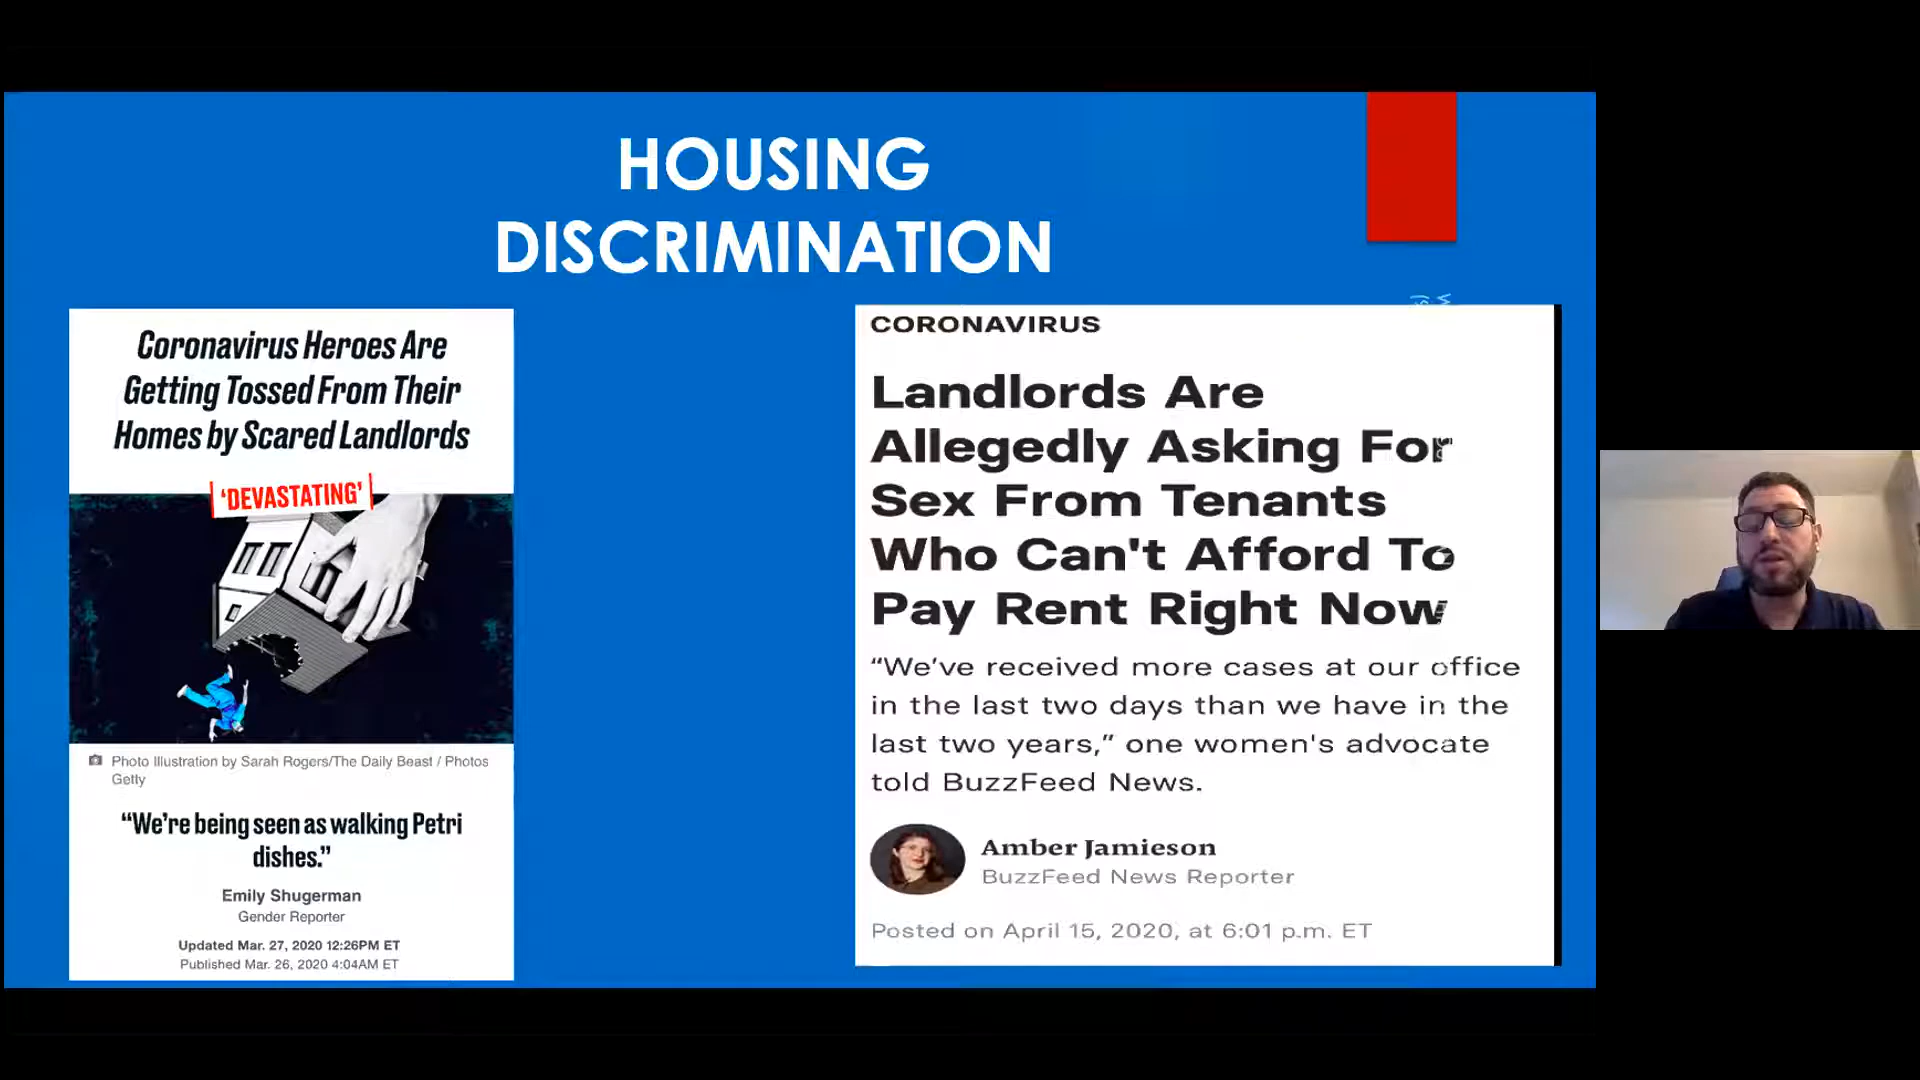 HOUSING
DISCRIMINATION
Coronavirus Heroes Are
Getting Tossed From Their
Homes by Scared Landlords
'DEVASTATING'
Photo Illustration by Sarah Rogers/The Daily Beast / Photos
Getty
“We’re being seen as walking Petri
dishes.”
Emily Shugerman
Gender Reporter
Updated Mar. 27, 2020 12:26PM ET
Published Mar. 26, 2020 4:04AM ET
CORONAVIRUS
Landlords Are
Allegedly Asking For
Sex From Tenants
Who Can't Afford To
Pay Rent Right Now
“We’ve received more cases at our office
in the last two days than we have in the
last two years,” one women's advocate
told BuzzFeed News.
Amber Jamieson
BuzzFeed News Reporter
Posted on April 15, 2020, at 6:01 p.m. ET